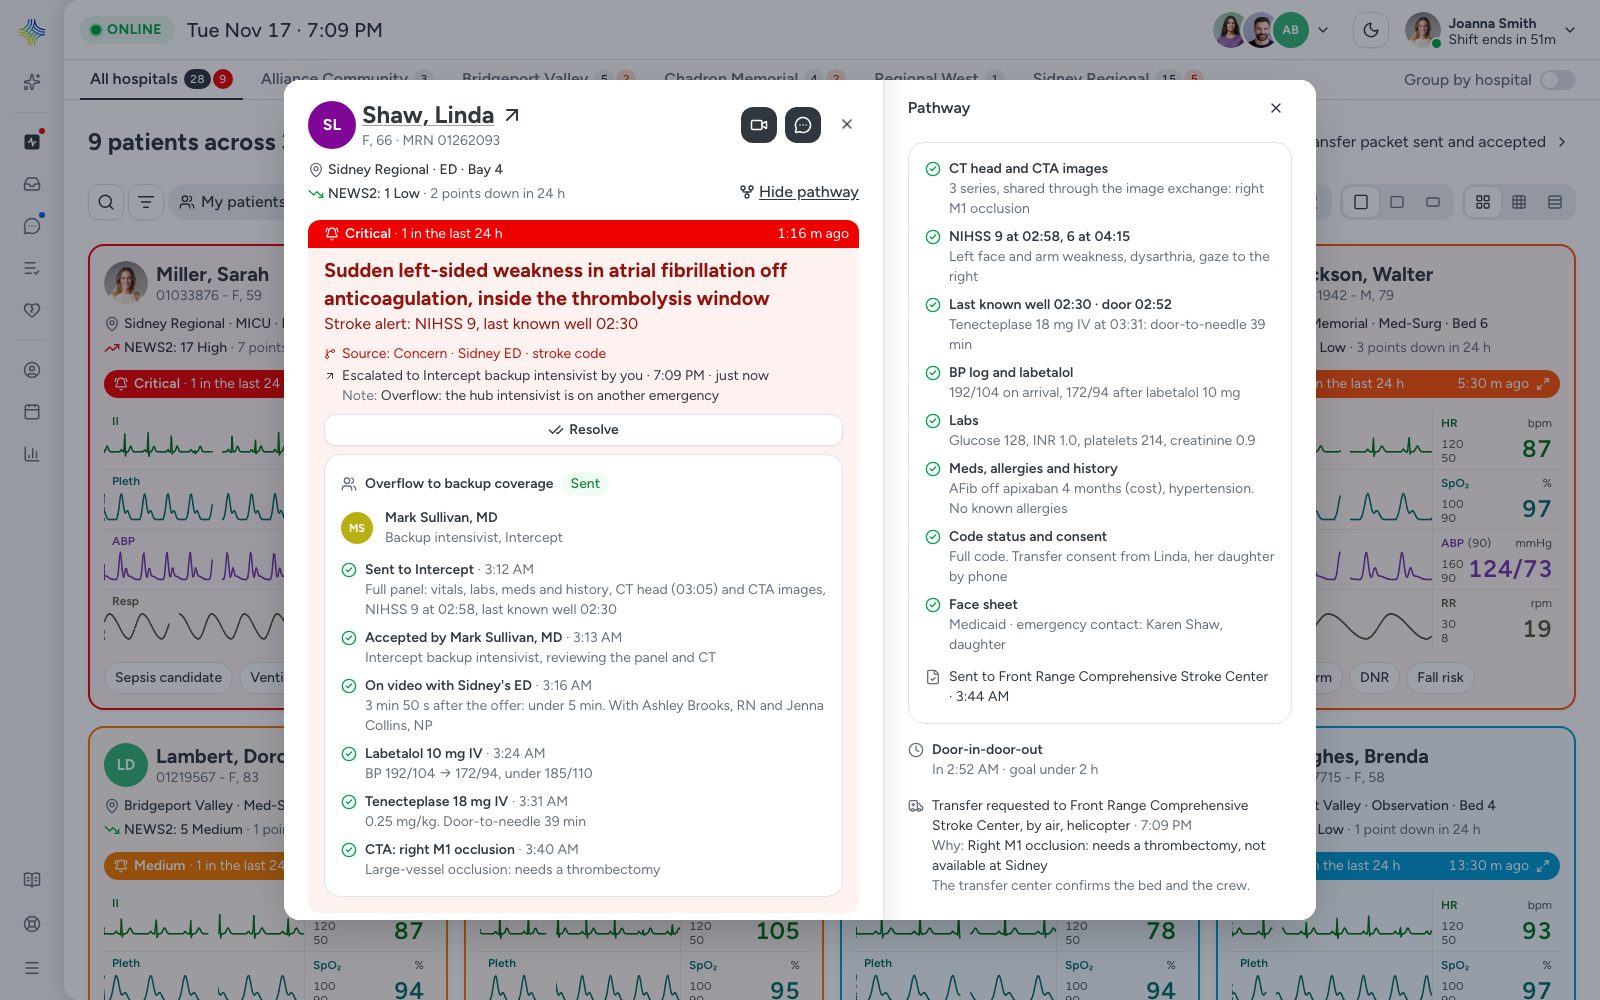 ONLINE Tue Nov 17 · 7:09 PM
AB
Joanna Smith
Shift ends in 51m
All hospitals 28 9
Alliance Community 3
Bridgeport Valley 5 2
Chadron Memorial 4 2
Regional West 1
Sidney Regional 15 5
Group by hospital
9 patients across
ansfer packet sent and accepted
My patients
Miller, Sarah
01033876 - F, 59
Sidney Regional · MICU ·
NEWS2: 17 High · 7 points
Critical · 1 in the last 24
II
Pleth
ABP
Resp
Sepsis candidate
Venti
SL
Shaw, Linda
F, 66 · MRN 01262093
Sidney Regional · ED · Bay 4
NEWS2: 1 Low · 2 points down in 24 h
Hide pathway
Critical · 1 in the last 24 h
1:16 m ago
Sudden left-sided weakness in atrial fibrillation off
anticoagulation, inside the thrombolysis window
Stroke alert: NIHSS 9, last known well 02:30
Source: Concern · Sidney ED · stroke code
Escalated to Intercept backup intensivist by you · 7:09 PM · just now
Note: Overflow: the hub intensivist is on another emergency
Resolve
Overflow to backup coverage Sent
MS
Mark Sullivan, MD
Backup intensivist, Intercept
Sent to Intercept · 3:12 AM
Full panel: vitals, labs, meds and history, CT head (03:05) and CTA images,
NIHSS 9 at 02:58, last known well 02:30
Accepted by Mark Sullivan, MD · 3:13 AM
Intercept backup intensivist, reviewing the panel and CT
On video with Sidney's ED · 3:16 AM
3 min 50 s after the offer: under 5 min. With Ashley Brooks, RN and Jenna
Collins, NP
Labetalol 10 mg IV · 3:24 AM
BP 192/104 → 172/94, under 185/110
Tenecteplase 18 mg IV · 3:31 AM
0.25 mg/kg. Door-to-needle 39 min
CTA: right M1 occlusion · 3:40 AM
Large-vessel occlusion: needs a thrombectomy
Pathway
CT head and CTA images
3 series, shared through the image exchange: right
M1 occlusion
NIHSS 9 at 02:58, 6 at 04:15
Left face and arm weakness, dysarthria, gaze to the
right
Last known well 02:30 · door 02:52
Tenecteplase 18 mg IV at 03:31: door-to-needle 39
min
BP log and labetalol
192/104 on arrival, 172/94 after labetalol 10 mg
Labs
Glucose 128, INR 1.0, platelets 214, creatinine 0.9
Meds, allergies and history
AFib off apixaban 4 months (cost), hypertension.
No known allergies
Code status and consent
Full code. Transfer consent from Linda, her daughter
by phone
Face sheet
Medicaid · emergency contact: Karen Shaw,
daughter
Sent to Front Range Comprehensive Stroke Center
· 3:44 AM
Door-in-door-out
In 2:52 AM · goal under 2 h
Transfer requested to Front Range Comprehensive
Stroke Center, by air, helicopter · 7:09 PM
Why: Right M1 occlusion: needs a thrombectomy, not
available at Sidney
The transfer center confirms the bed and the crew.
ckson, Walter
1942 - M, 79
Memorial · Med-Surg · Bed 6
Low · 3 points down in 24 h
n the last 24 h
5:30 m ago
HR bpm
120
50
87
SpO₂ %
100
90
97
ABP (90) mmHg
160
90
124/73
RR rpm
30
8
19
rm
DNR
Fall risk
LD
Lambert, Doro
01219567 - F, 83
Bridgeport Valley · Med-S
NEWS2: 5 Medium · 1 poi
Medium · 1 in the last 24
II
120
50
87
Pleth
SpO₂ %
100
90
94
120
50
105
Pleth
SpO₂ %
100
90
95
120
50
78
Pleth
SpO₂ %
100
90
94
ghes, Brenda
7715 - F, 58
t Valley · Observation · Bed 4
Low · 1 point down in 24 h
n the last 24 h
13:30 m ago
HR bpm
120
50
93
Pleth
SpO₂ %
100
90
97